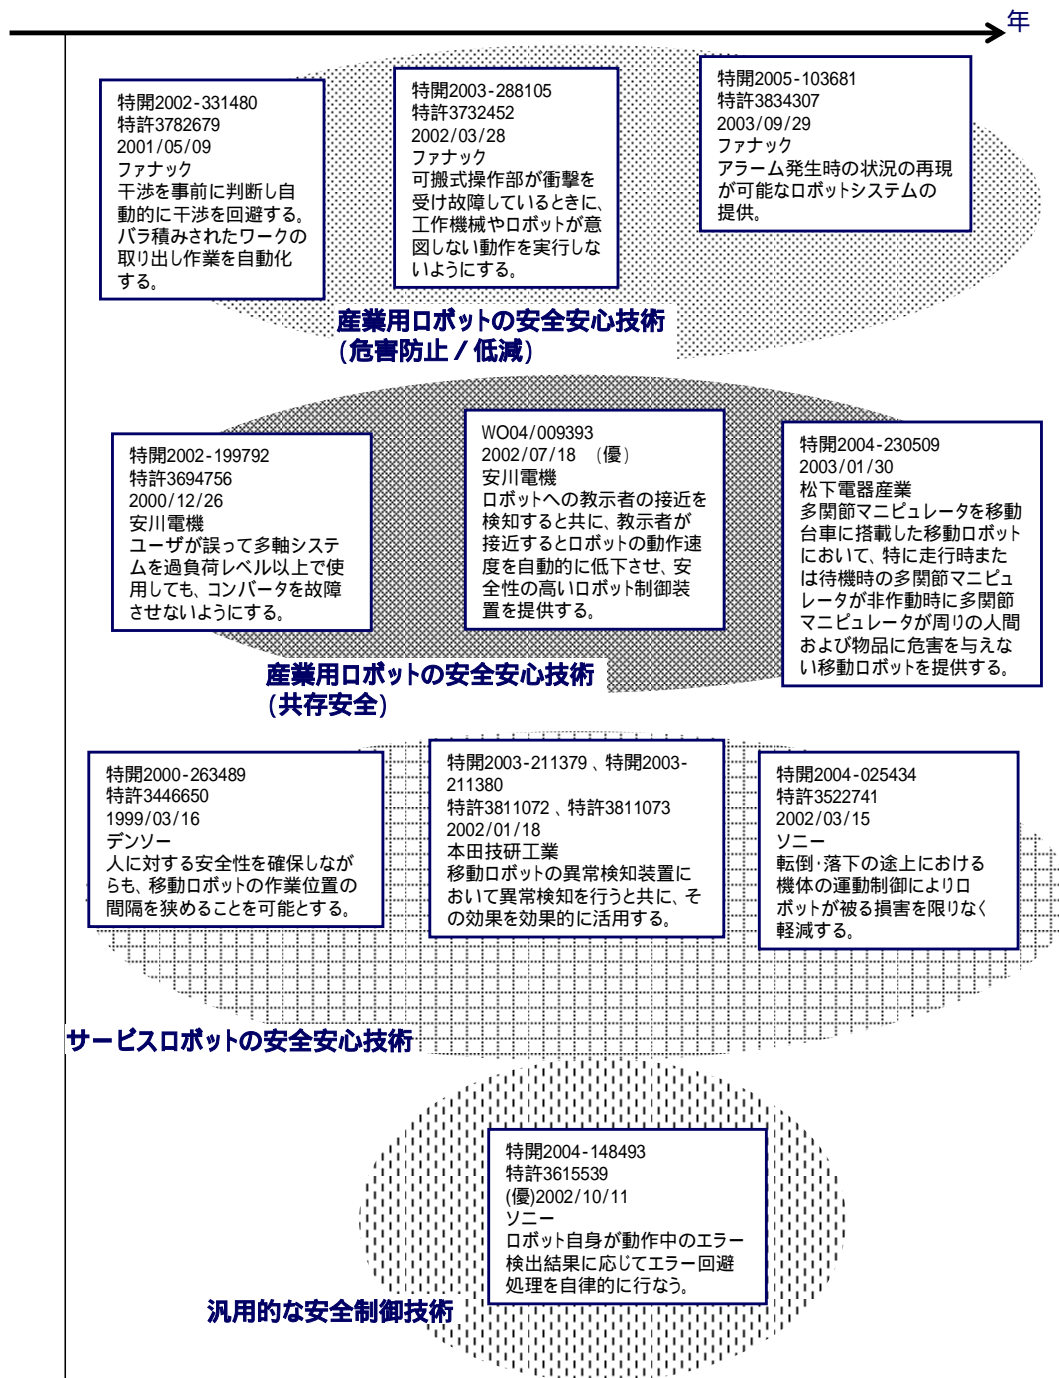 年
特開2002-331480
特許3782679
2001/05/09
ファナック
干渉を事前に判断し自
動的に干渉を回避する。
バラ積みされたワークの
取り出し作業を自動化
する。
特開2003-288105
特許3732452
2002/03/28
ファナック
可搬式操作部が衝撃を
受け故障しているときに、
工作機械やロボットが意
図しない動作を実行しな
いようにする。
特開2005-103681
特許3834307
2003/09/29
ファナック
アラーム発生時の状況の再現
が可能なロボットシステムの
提供。
産業用ロボットの安全安心技術
(危害防止/低減)
特開2002-199792
特許3694756
2000/12/26
安川電機
ユーザが誤って多軸システ
ムを過負荷レベル以上で使
用しても、コンバータを故障
させないようにする。
WO04/009393
2002/07/18 (優)
安川電機
ロボットへの教示者の接近を
検知すると共に、教示者が
接近するとロボットの動作速
度を自動的に低下させ、安
全性の高いロボット制御装
置を提供する。
特開2004-230509
2003/01/30
松下電器産業
多関節マニピュレータを移動
台車に搭載した移動ロボット
において、特に走行時また
は待機時の多関節マニピュ
レータが非作動時に多関節
マニピュレータが周りの人間
および物品に危害を与えな
い移動ロボットを提供する。
産業用ロボットの安全安心技術
(共存安全)
特開2000-263489
特許3446650
1999/03/16
デンソー
人に対する安全性を確保しなが
らも、移動ロボットの作業位置の
間隔を狭めることを可能とする。
特開2003-211379、特開2003-
211380
特許3811072、特許3811073
2002/01/18
本田技研工業
移動ロボットの異常検知装置に
おいて異常検知を行うと共に、そ
の効果を効果的に活用する。
特開2004-025434
特許3522741
2002/03/15
ソニー
転倒・落下の途上における
機体の運動制御によりロ
ボットが被る損害を限りなく
軽減する。
サービスロボットの安全安心技術
特開2004-148493
特許3615539
(優)2002/10/11
ソニー
ロボット自身が動作中のエラー
検出結果に応じてエラー回避
処理を自律的に行なう。
汎用的な安全制御技術